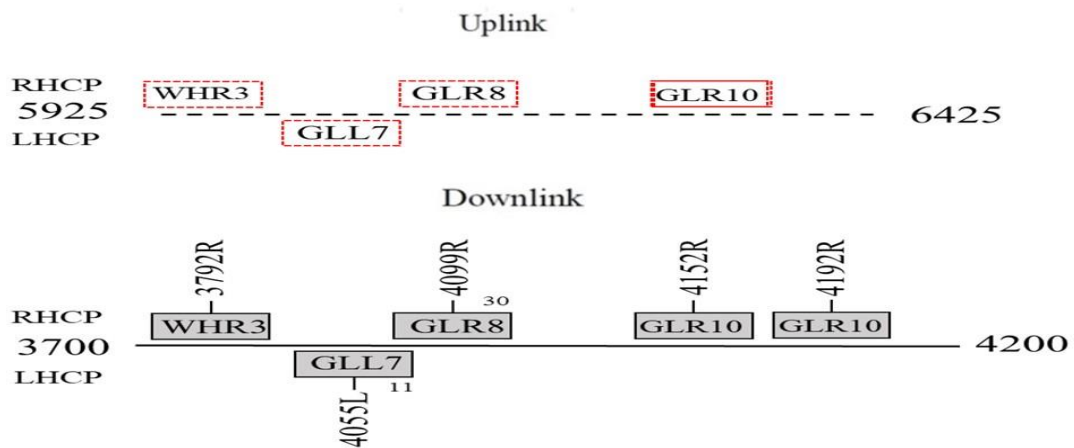 Uplink
RHCP
WHR3 GLR8 GLR10
5925 6425
LHCP
GLL7
Downlink
3792R 4099R 4152R 4192R
30
RHCP
WHR3 GLR8 GLR10 GLR10
3700 4200
LHCP
GLL7
11
4055L